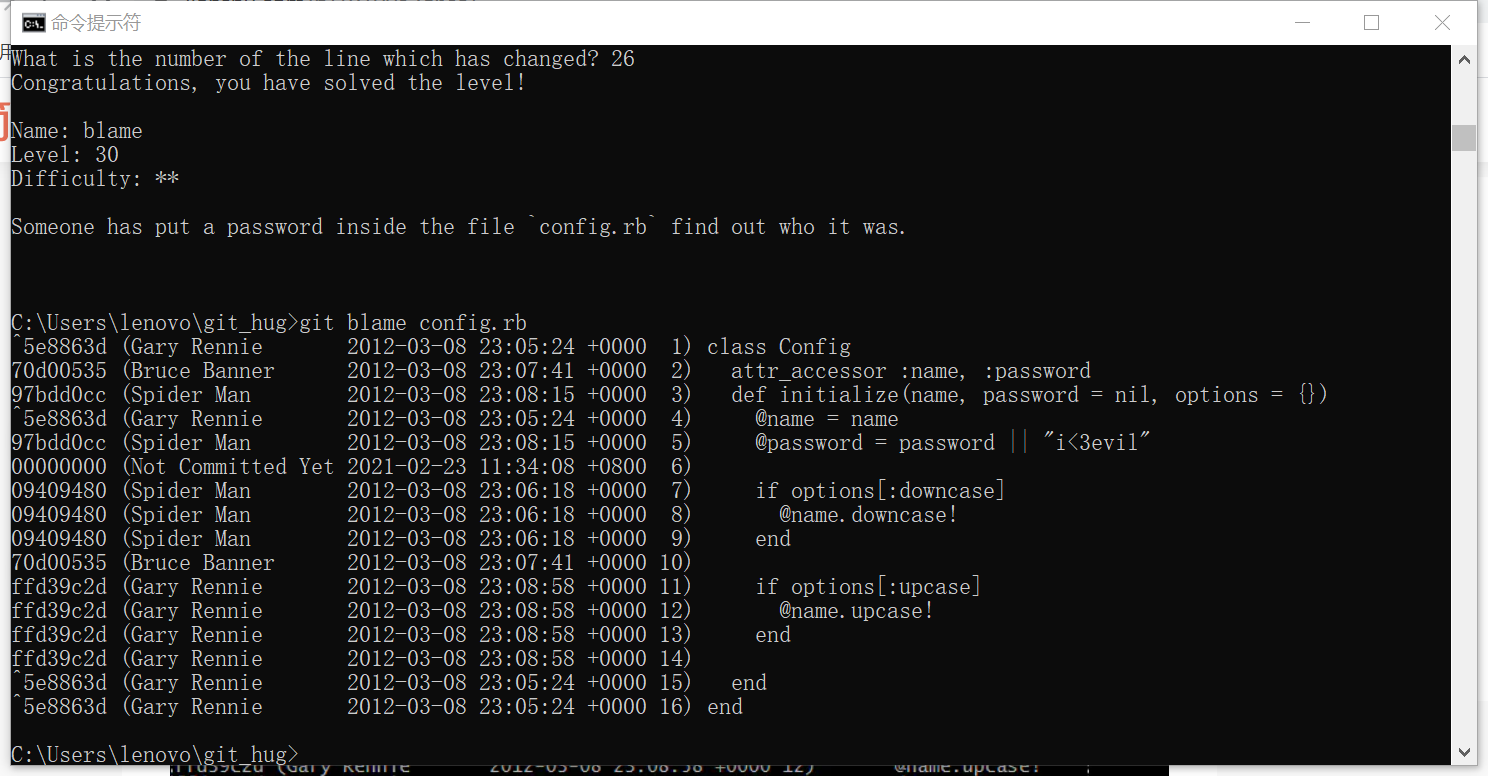 命令提示符
What is the number of the line which has changed? 26
Congratulations, you have solved the level!
Name: blame
Level: 30
Difficulty: **
Someone has put a password inside the file `config.rb` find out who it was.
C:\Users\lenovo\git_hug>git blame config.rb
^5e8863d (Gary Rennie       2012-03-08 23:05:24 +0000  1) class Config
70d00535 (Bruce Banner      2012-03-08 23:07:41 +0000  2)   attr_accessor :name, :password
97bdd0cc (Spider Man        2012-03-08 23:08:15 +0000  3)   def initialize(name, password = nil, options = {})
^5e8863d (Gary Rennie       2012-03-08 23:05:24 +0000  4)     @name = name
97bdd0cc (Spider Man        2012-03-08 23:08:15 +0000  5)     @password = password || "i<3evil"
00000000 (Not Committed Yet 2021-02-23 11:34:08 +0800  6)
09409480 (Spider Man        2012-03-08 23:06:18 +0000  7)     if options[:downcase]
09409480 (Spider Man        2012-03-08 23:06:18 +0000  8)       @name.downcase!
09409480 (Spider Man        2012-03-08 23:06:18 +0000  9)     end
70d00535 (Bruce Banner      2012-03-08 23:07:41 +0000 10)
ffd39c2d (Gary Rennie       2012-03-08 23:08:58 +0000 11)     if options[:upcase]
ffd39c2d (Gary Rennie       2012-03-08 23:08:58 +0000 12)       @name.upcase!
ffd39c2d (Gary Rennie       2012-03-08 23:08:58 +0000 13)     end
ffd39c2d (Gary Rennie       2012-03-08 23:08:58 +0000 14)
^5e8863d (Gary Rennie       2012-03-08 23:05:24 +0000 15)   end
^5e8863d (Gary Rennie       2012-03-08 23:05:24 +0000 16) end
C:\Users\lenovo\git_hug>
ffd39c2d (Gary Rennie       2012-03-08 23:08:58 +0000 12)       @name.upcase!